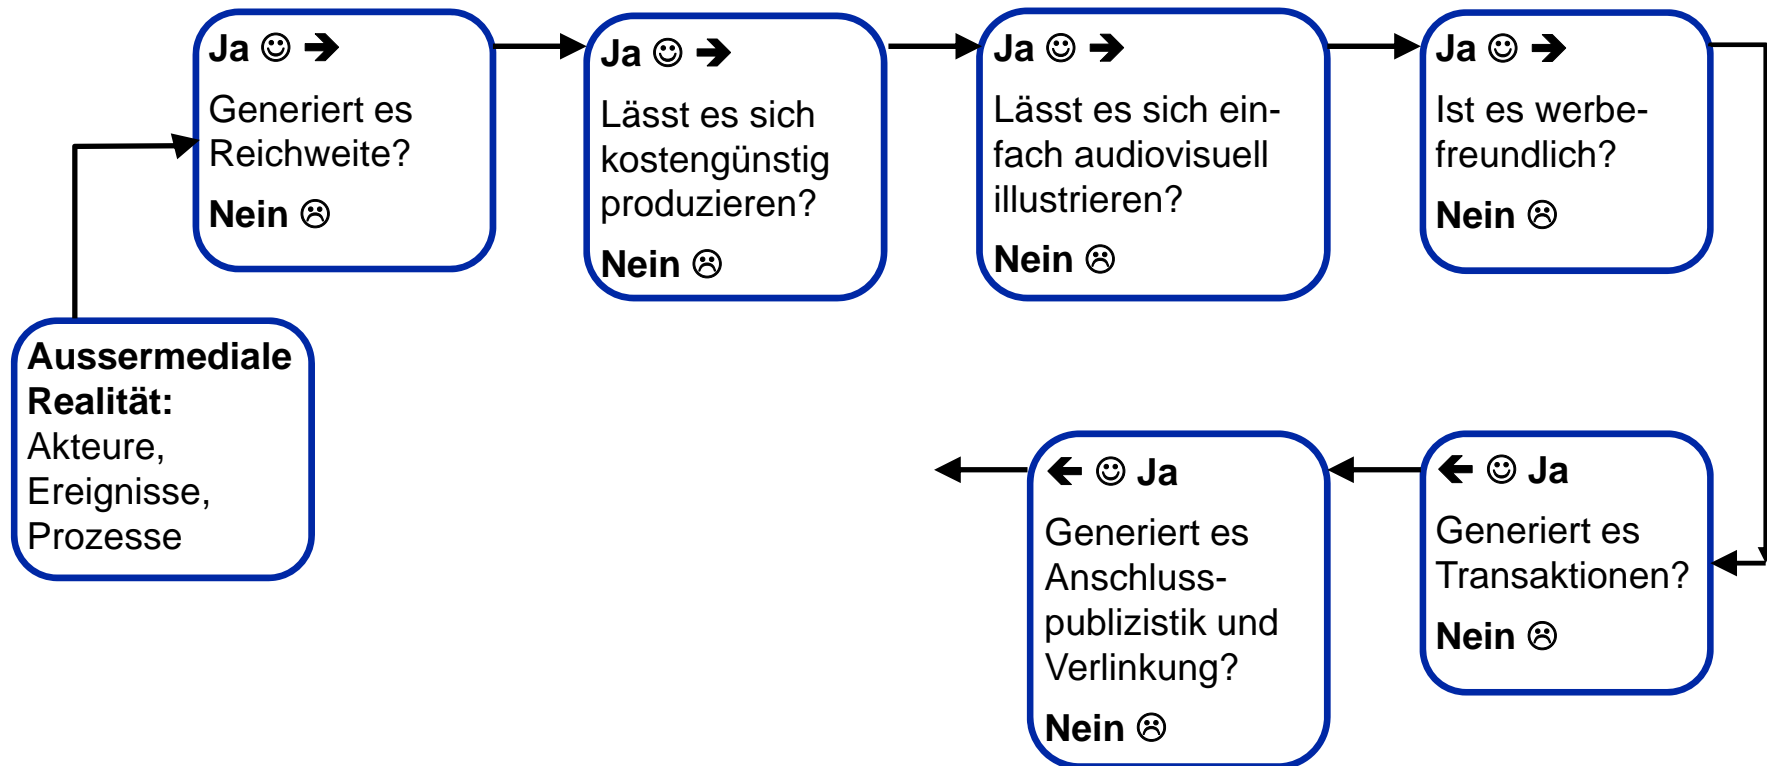 Ja ☺ ➔
Generiert es
Reichweite?
Nein ☹
Ja ☺ ➔
Lässt es sich
kostengünstig
produzieren?
Nein ☹
Ja ☺ ➔
Lässt es sich ein-
fach audiovisuell
illustrieren?
Nein ☹
Ja ☺ ➔
Ist es werbe-
freundlich?
Nein ☹
Aussermediale
Realität:
Akteure,
Ereignisse,
Prozesse
🡸 ☺ Ja
Generiert es
Anschluss-
publizistik und
Verlinkung?
Nein ☹
🡸 ☺ Ja
Generiert es
Transaktionen?
Nein ☹